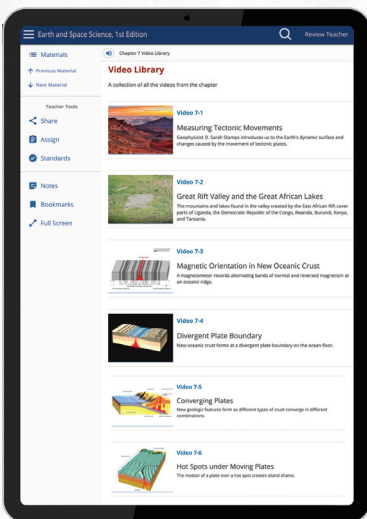 Earth and Space Science, 1st Edition
Review Teacher
Materials
Previous Material
Next Material
Teacher Tools
Share
Assign
Standards
Notes
Bookmarks
Full Screen
Chapter 7 Video Library
Video Library
A collection of all the videos from the chapter
Video 7-1
Measuring Tectonic Movements
Geophysicist D. Sarah Stamps introduces us to the Earth's dynamic surface and
changes caused by the movement of tectonic plates.
Video 7-2
Great Rift Valley and the Great African Lakes
The mountains and lakes found in the valley created by the East African Rift cover
parts of Uganda, the Democratic Republic of the Congo, Rwanda, Burundi, Kenya,
and Tanzania.
Video 7-3
Magnetic Orientation in New Oceanic Crust
A magnetometer records alternating bands of normal and reversed magnetism at
an oceanic ridge.
Video 7-4
Divergent Plate Boundary
New oceanic crust forms at a divergent plate boundary on the ocean floor.
Video 7-5
Converging Plates
New geologic features form as different types of crust converge in different
combinations.
Video 7-6
Hot Spots under Moving Plates
The motion of a plate over a hot spot creates island chains.